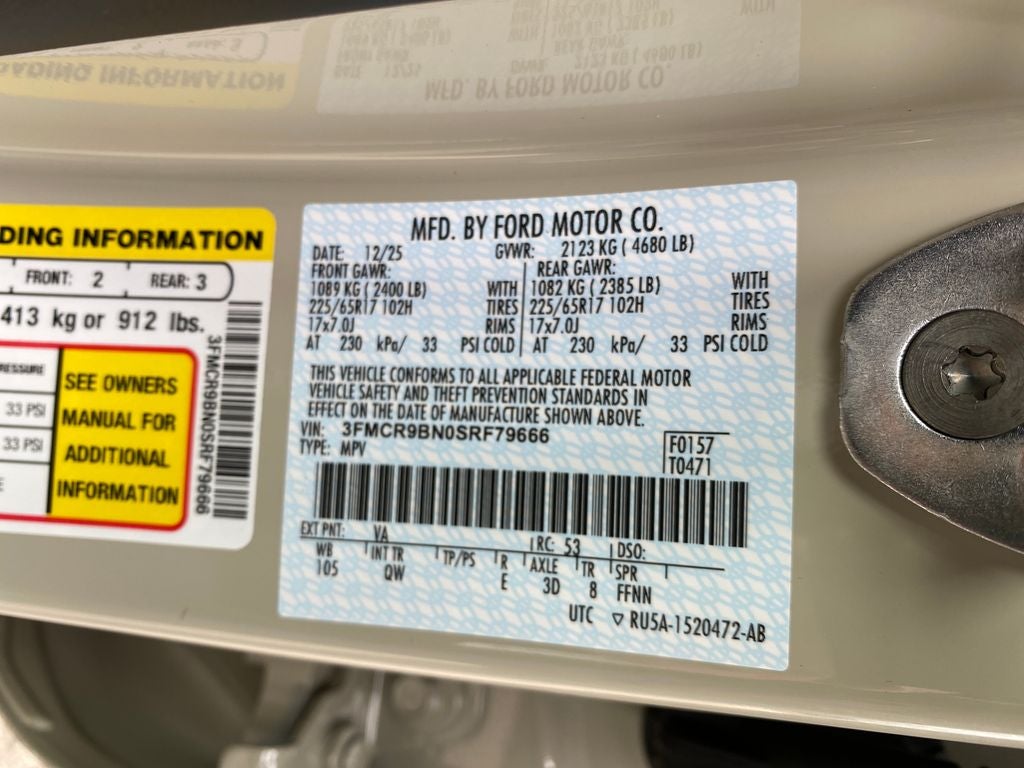 DING INFORMATION
FRONT: 2 REAR: 3
413 kg or 912 lbs.
33 PSI
33 PSI
SEE OWNERS
MANUAL FOR
ADDITIONAL
INFORMATION
3FMCR9BN0SRF79666
MFD. BY FORD MOTOR CO.
DATE: 12/25 GVWR: 2123 KG ( 4680 LB)
FRONT GAWR: REAR GAWR:
1089 KG ( 2400 LB) WITH 1082 KG ( 2385 LB) WITH
225/65R17 102H TIRES 225/65R17 102H TIRES
17x7.0J RIMS 17x7.0J RIMS
AT 230 kPa/ 33 PSI COLD AT 230 kPa/ 33 PSI COLD
THIS VEHICLE CONFORMS TO ALL APPLICABLE FEDERAL MOTOR
VEHICLE SAFETY AND THEFT PREVENTION STANDARDS IN
EFFECT ON THE DATE OF MANUFACTURE SHOWN ABOVE.
VIN: 3FMCR9BN0SRF79666
TYPE: MPV
F0157
T0471
EXT PNT: VA RC: 53 DSO:
WB INT TR TP/PS R AXLE TR SPR
105 QW E 3D 8 FFNN
UTC ▽ RU5A-1520472-AB